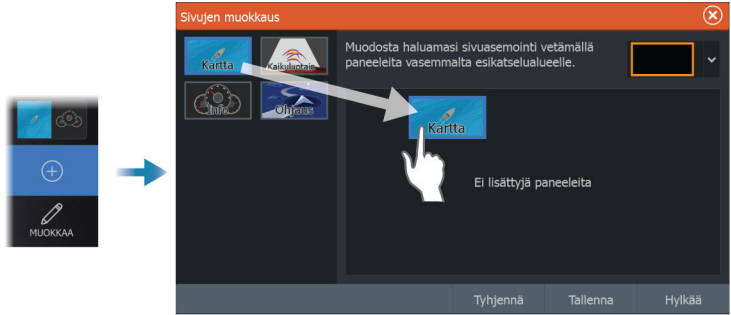 Sivujen muokkaus
Kartta
Kaikuluotain
Info
Ohjaus
Muodosta haluamasi sivuasemointi vetämällä
paneeleita vasemmalta esikatselualueelle.
Kartta
Ei lisättyjä paneeleita
MUOKKAA
Tyhjennä
Tallenna
Hylkää